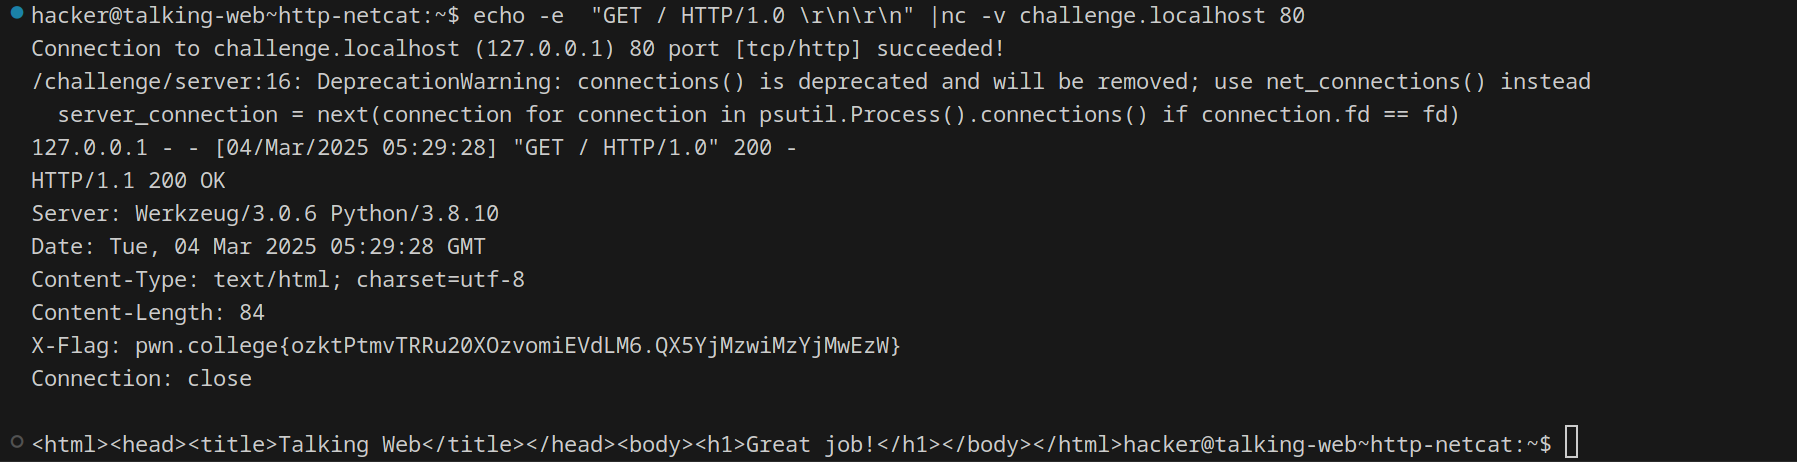 hacker@talking-web~http-netcat:~$ echo -e  "GET / HTTP/1.0 \r\n\r\n" |nc -v challenge.localhost 80
Connection to challenge.localhost (127.0.0.1) 80 port [tcp/http] succeeded!
/challenge/server:16: DeprecationWarning: connections() is deprecated and will be removed; use net_connections() instead
  server_connection = next(connection for connection in psutil.Process().connections() if connection.fd == fd)
127.0.0.1 - - [04/Mar/2025 05:29:28] "GET / HTTP/1.0" 200 -
HTTP/1.1 200 OK
Server: Werkzeug/3.0.6 Python/3.8.10
Date: Tue, 04 Mar 2025 05:29:28 GMT
Content-Type: text/html; charset=utf-8
Content-Length: 84
X-Flag: pwn.college{ozktPtmvTRRu20XOzvomiEVdLM6.QX5YjMzwiMzYjMwEzW}
Connection: close
<html><head><title>Talking Web</title></head><body><h1>Great job!</h1></body></html>hacker@talking-web~http-netcat:~$